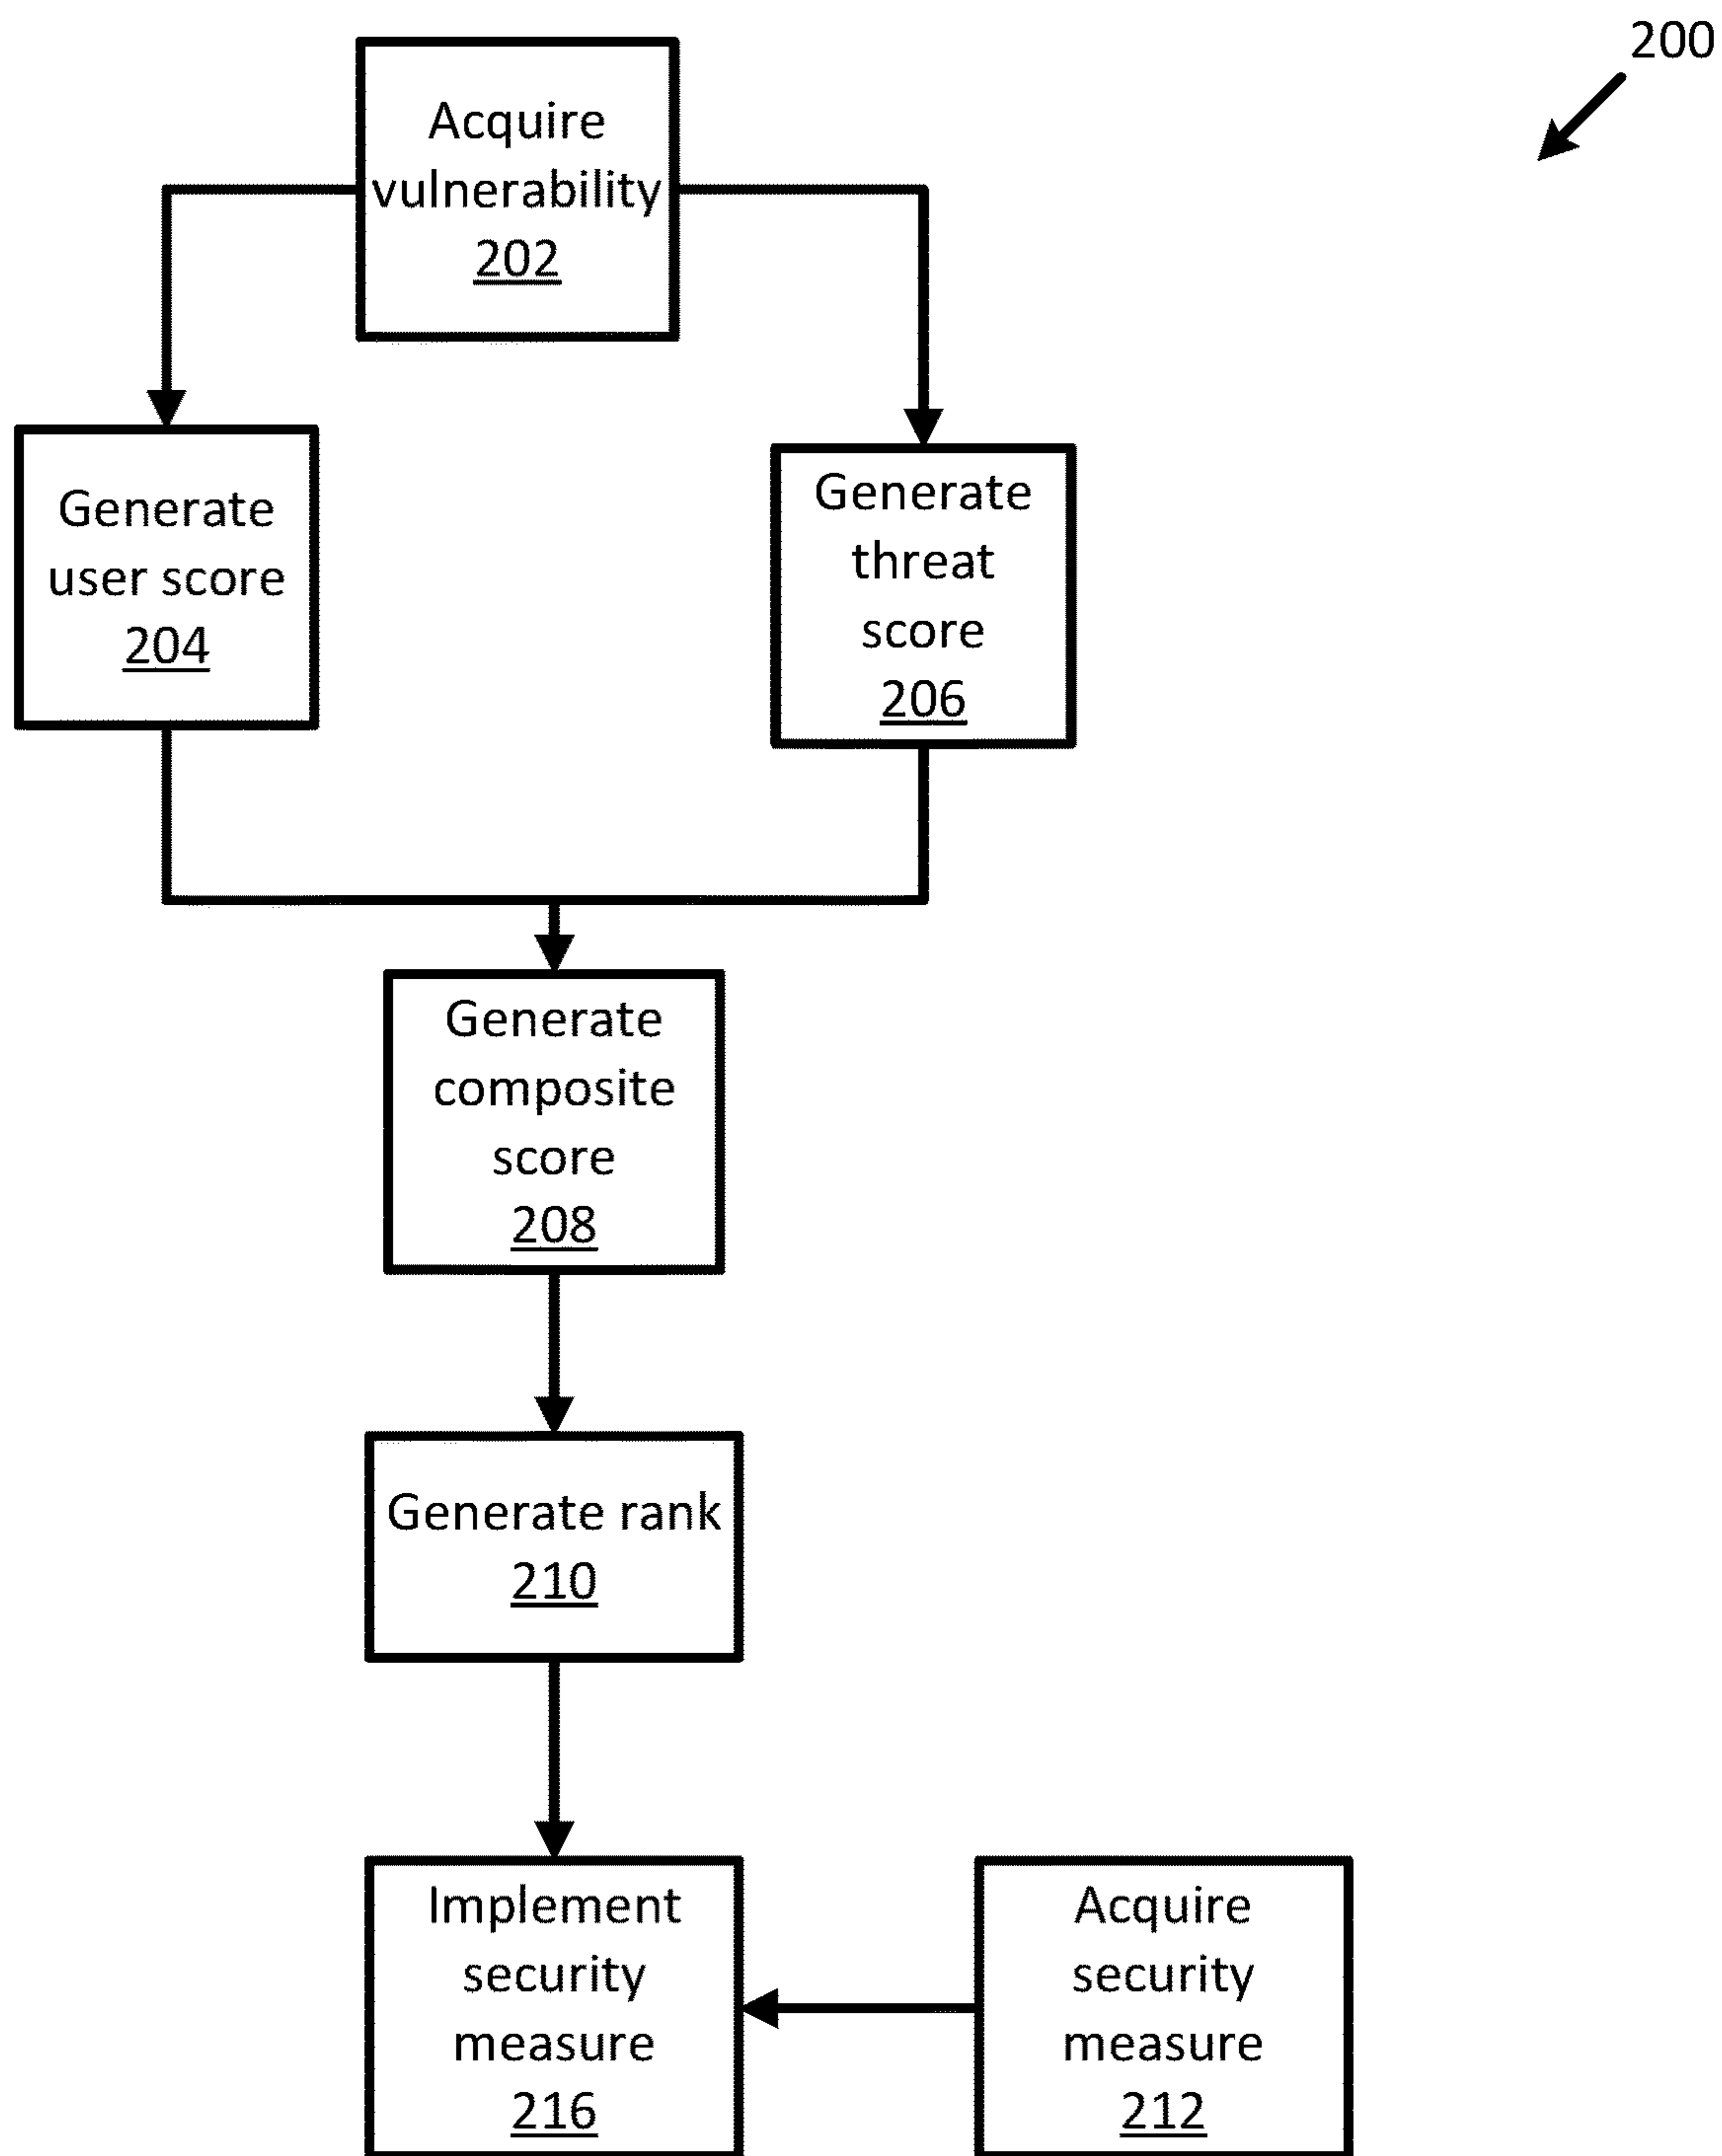 200
Acquire
vulnerability
202
Generate
user score
204
Generate
threat
score
206
Generate
composite
score
208
Generate rank
210
Implement
security
measure
216
Acquire
security
measure
212